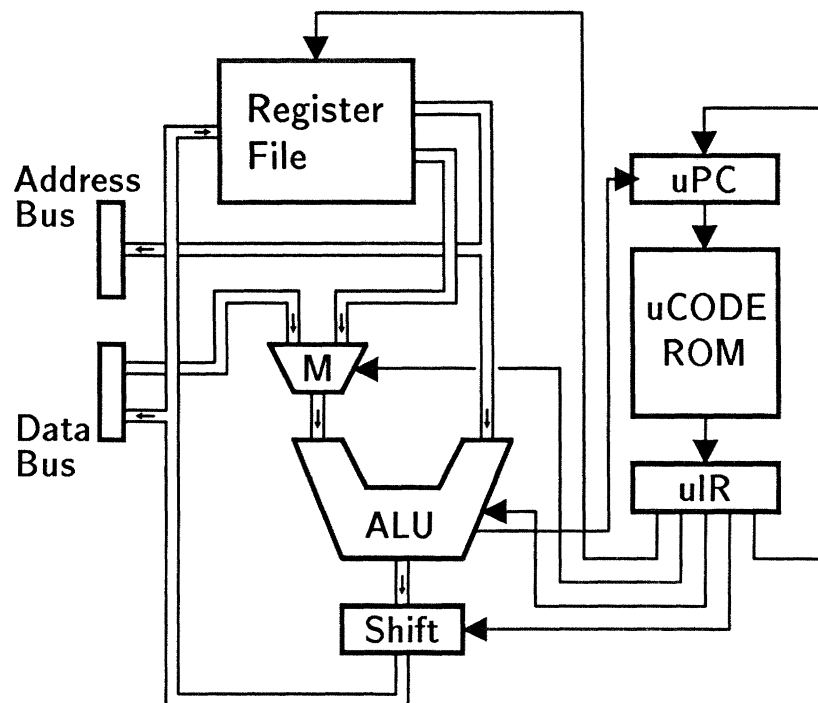 Register
File
Address
Bus
uPC
uCODE
ROM
M
Data
Bus
uIR
ALU
Shift